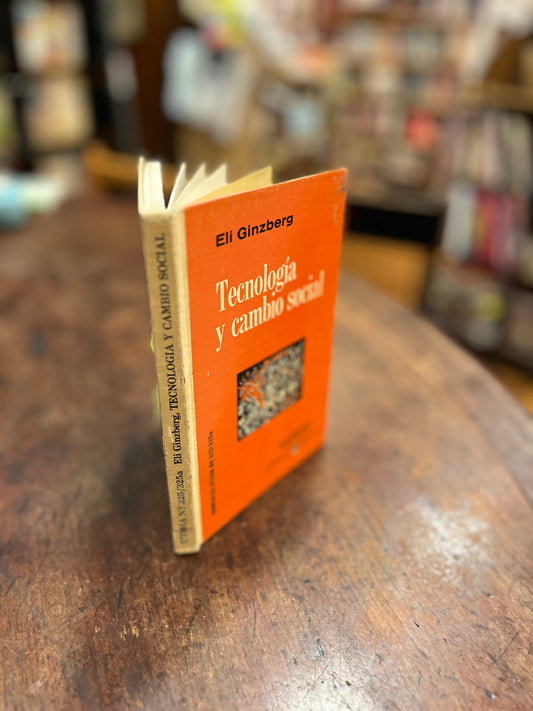 Eli Ginzberg
Tecnología
y cambio social
UTEHA Nº 325/325a Eli Ginzberg, TECNOLOGIA Y CAMBIO SOCIAL